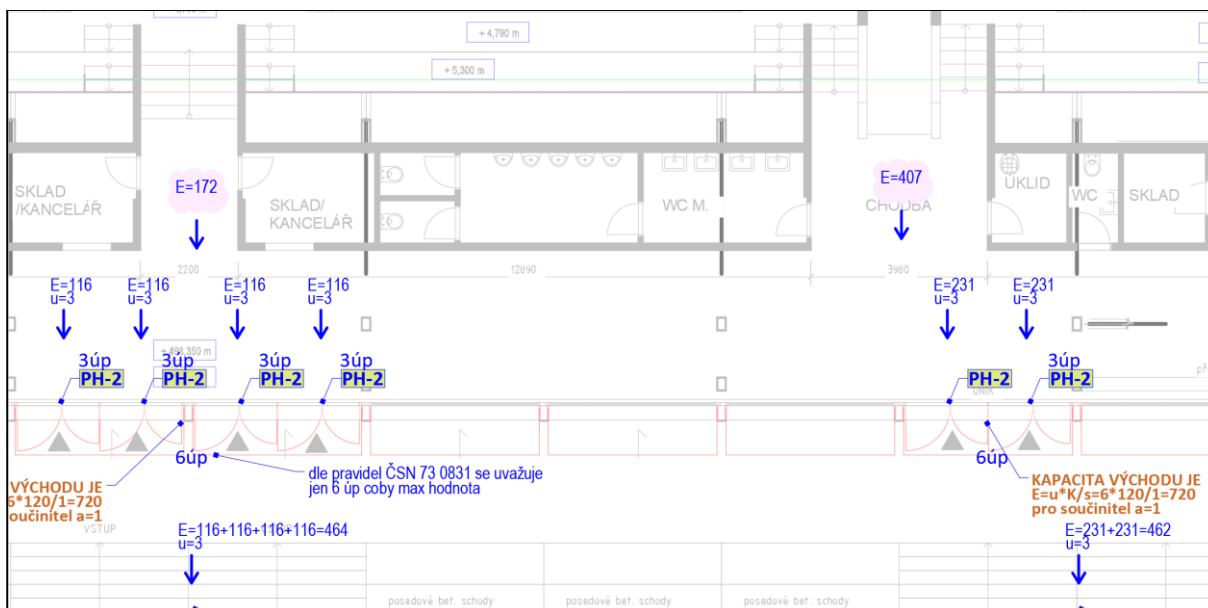 + 4,790 m
+ 5,300 m
SKLAD
/KANCELÁŘ
E=172
SKLAD/
KANCELÁŘ
WC M.
E=407
CHODBA
ÚKLID
WC
SKLAD
2200
12890
3980
E=116
u=3
E=116
u=3
E=116
u=3
E=116
u=3
E=231
u=3
E=231
u=3
3úp
PH-2
3úp
PH-2
3úp
PH-2
3úp
PH-2
PH-2
3úp
PH-2
ÚNIK
6úp
dle pravidel ČSN 73 0831 se uvažuje
jen 6 úp coby max hodnota
6úp
VÝCHODU JE
6*120/1=720
oučinitel a=1
KAPACITA VÝCHODU JE
E=u*K/s=6*120/1=720
pro součinitel a=1
VSTUP
E=116+116+116+116=464
u=3
E=231+231=462
u=3
posedové bet. schody
posedové bet. schody
posedové bet. schody